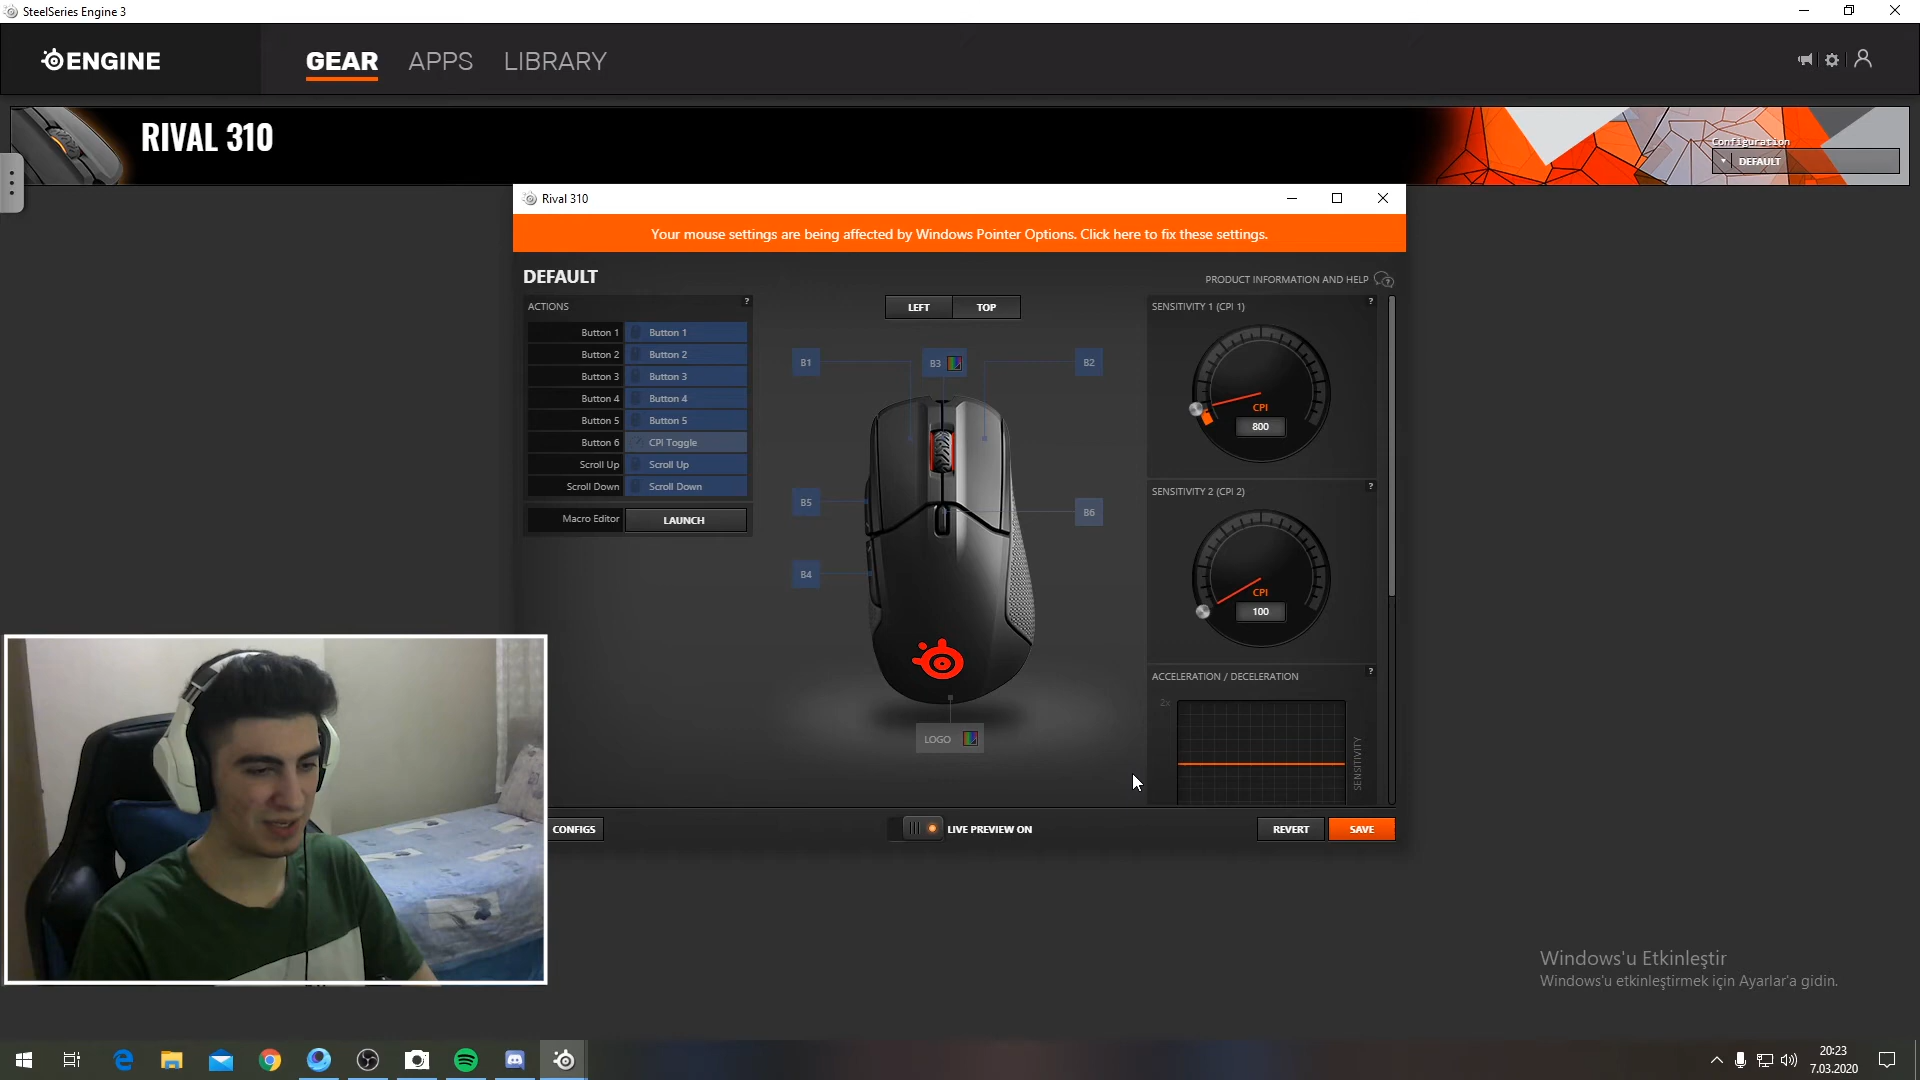 SteelSeries Engine 3
ENGINE
GEAR
APPS
LIBRARY
RIVAL 310
Configuration
DEFAULT
Rival 310
Your mouse settings are being affected by Windows Pointer Options. Click here to fix these settings.
DEFAULT
PRODUCT INFORMATION AND HELP
ACTIONS ?
Button 1 Button 1
Button 2 Button 2
Button 3 Button 3
Button 4 Button 4
Button 5 Button 5
Button 6 CPI Toggle
Scroll Up Scroll Up
Scroll Down Scroll Down
Macro Editor LAUNCH
LEFT TOP
B1
B3
B2
B5
B6
B4
LOGO
SENSITIVITY 1 (CPI 1) ?
CPI
800
SENSITIVITY 2 (CPI 2) ?
CPI
100
ACCELERATION / DECELERATION ?
2x
SENSITIVITY
CONFIGS
LIVE PREVIEW ON
REVERT
SAVE
Windows'u Etkinleştir
Windows'u etkinleştirmek için Ayarlar'a gidin.
20:23
7.03.2020